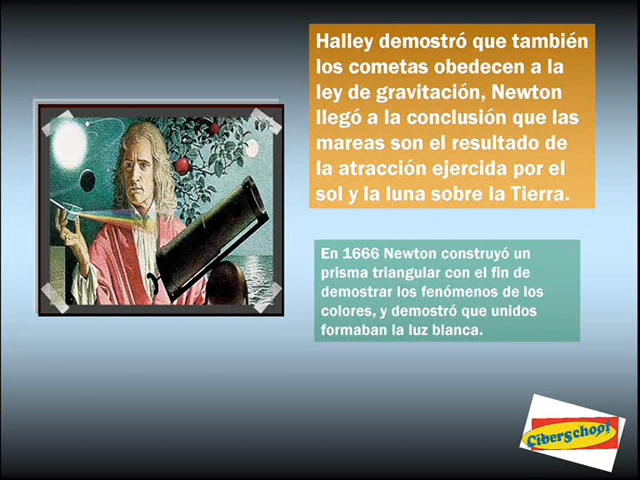 Halley demostró que también
los cometas obedecen a la
ley de gravitación, Newton
llegó a la conclusión que las
mareas son el resultado de
la atracción ejercida por el
sol y la luna sobre la Tierra.
En 1666 Newton construyó un
prisma triangular con el fin de
demostrar los fenómenos de los
colores, y demostró que unidos
formaban la luz blanca.
Ciberschool